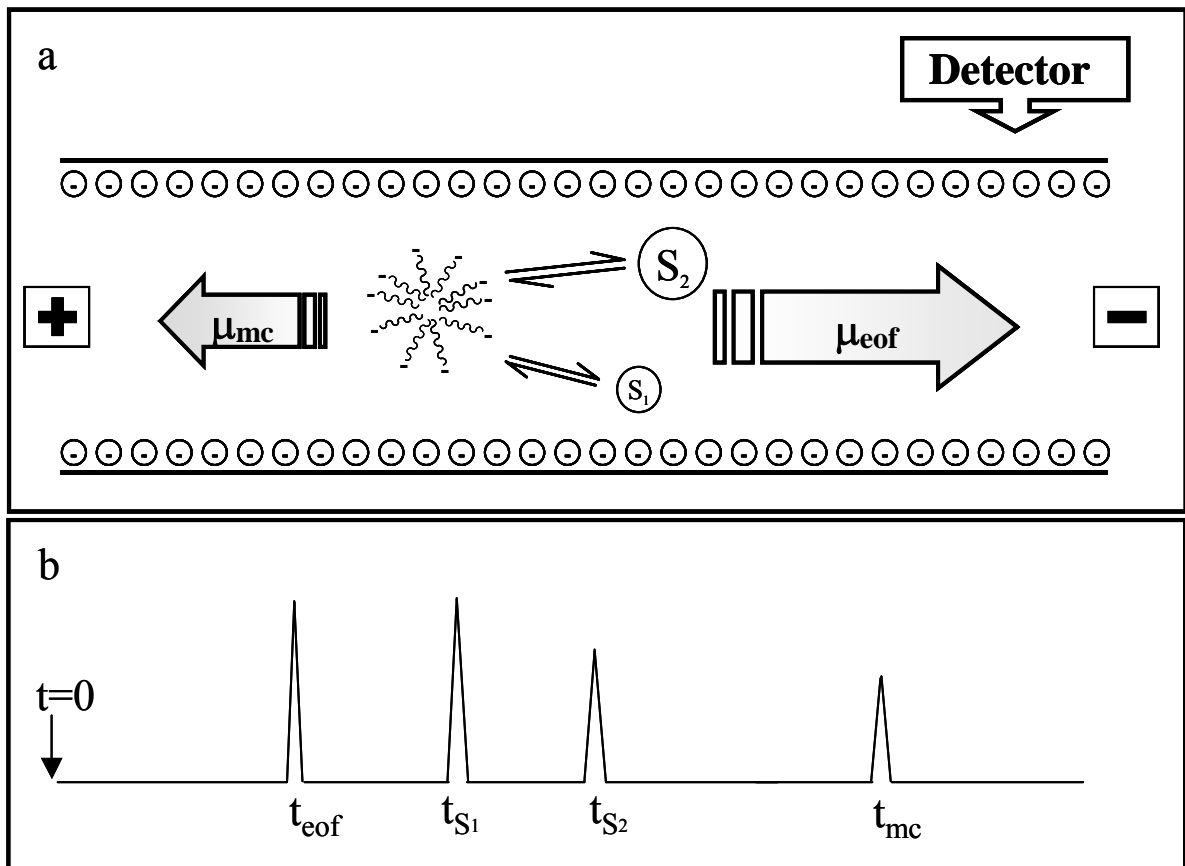 a
Detector
S₂
μmc
μeof
S₁
b
t=0
teof
tS1
tS2
tmc